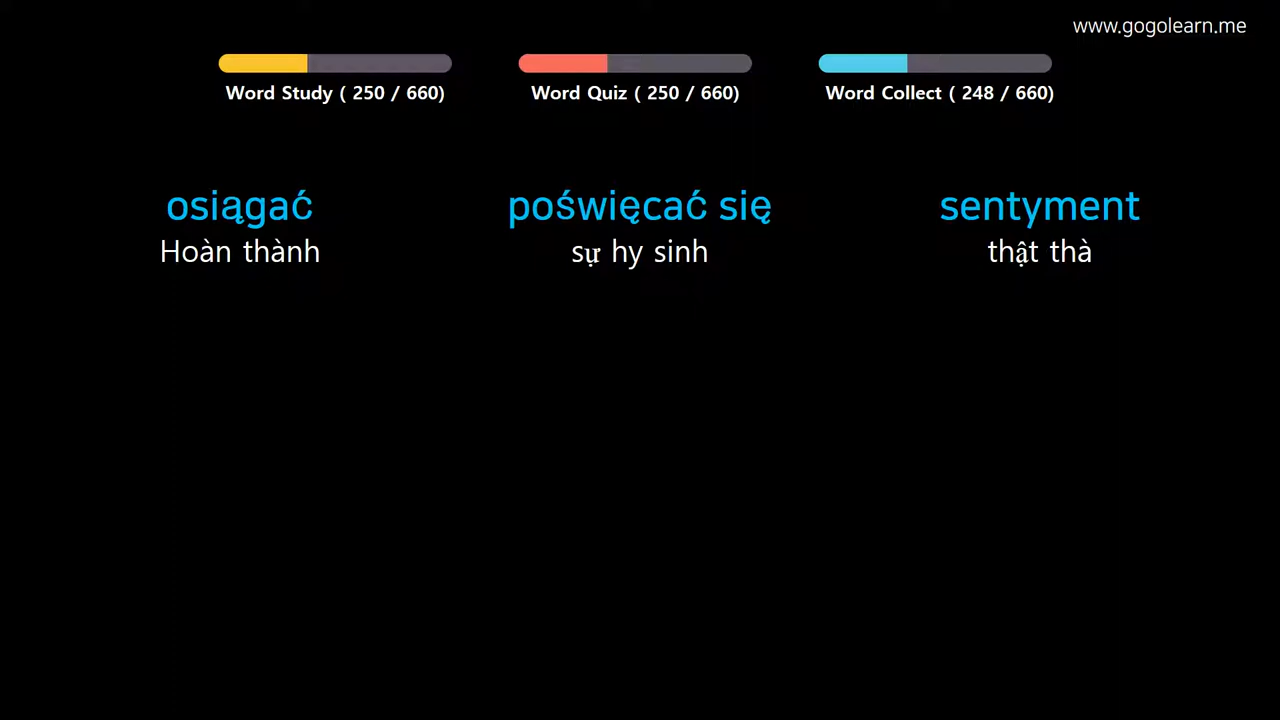 www.gogolearn.me
Word Study ( 250 / 660)
Word Quiz ( 250 / 660)
Word Collect ( 248 / 660)
osiągać
Hoàn thành
poświęcać się
sự hy sinh
sentyment
thật thà